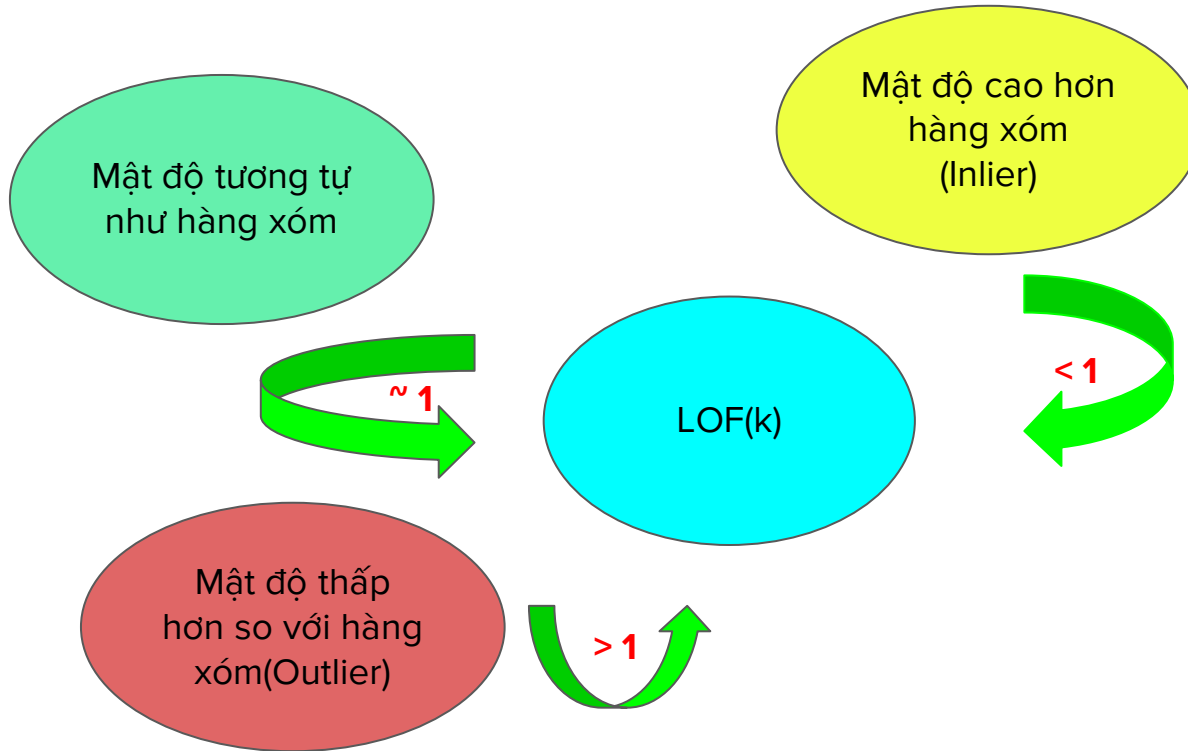 Mật độ tương tự
như hàng xóm
Mật độ cao hơn
hàng xóm
(Inlier)
~ 1
< 1
LOF(k)
Mật độ thấp
hơn so với hàng
xóm(Outlier)
> 1